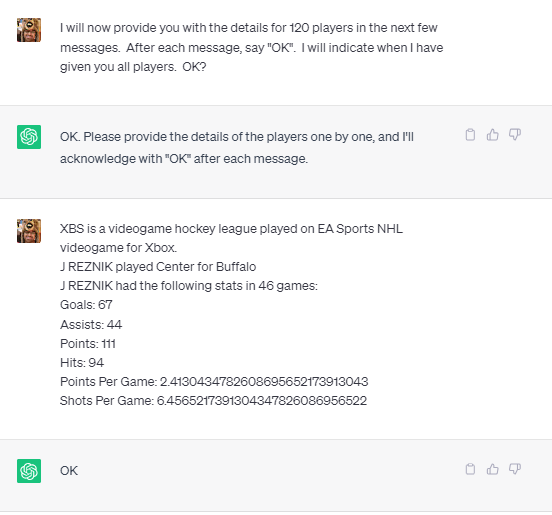 I will now provide you with the details for 120 players in the next few
messages.  After each message, say "OK".  I will indicate when I have
given you all players.  OK?
OK. Please provide the details of the players one by one, and I'll
acknowledge with "OK" after each message.
XBS is a videogame hockey league played on EA Sports NHL
videogame for Xbox.
J REZNIK played Center for Buffalo
J REZNIK had the following stats in 46 games:
Goals: 67
Assists: 44
Points: 111
Hits: 94
Points Per Game: 2.4130434782608695652173913043
Shots Per Game: 6.4565217391304347826086956522
OK